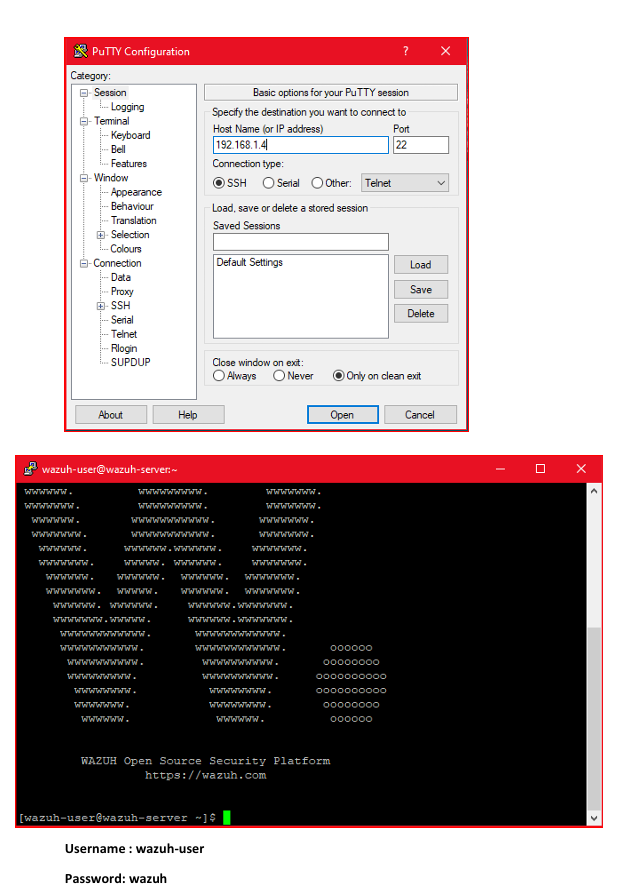 PuTTY Configuration ? ×
Category:
Session
Logging
Terminal
Keyboard
Bell
Features
Window
Appearance
Behaviour
Translation
Selection
Colours
Connection
Data
Proxy
SSH
Serial
Telnet
Rlogin
SUPDUP
Basic options for your PuTTY session
Specify the destination you want to connect to
Host Name (or IP address) Port
192.168.1.4 22
Connection type:
SSH Serial Other: Telnet
Load, save or delete a stored session
Saved Sessions
Default Settings
Load
Save
Delete
Close window on exit:
Always Never Only on clean exit
About Help Open Cancel
wazuh-user@wazuh-server:~
wwwwww. wwwwwwwww. wwwwwww.
wwwwwww. wwwwwwwww. wwwwwww.
wwwwww. wwwwwwwwwww. wwwwwww.
wwwwwww. wwwwwwwwwww. wwwwwww.
wwwwww. wwwwww.wwwwww. wwwwwww.
wwwwwww. wwwww. wwwwww. wwwwwww.
wwwwww. wwwwww. wwwwww. wwwwwww.
wwwwwww. wwwww. wwwwww. wwwwwww.
wwwwww. wwwwww. wwwwww.wwwwwww.
wwwwwww.wwwww. wwwwww.wwwwwww.
wwwwwwwwwwww. wwwwwwwwwwww.
wwwwwwwwwww. wwwwwwwwwwww. oooooo
wwwwwwwwww. wwwwwwwwww. oooooooo
wwwwwwwww. wwwwwwwwww. oooooooooo
wwwwwwww. wwwwwwww. oooooooooo
wwwwwww. wwwwwwww. oooooooo
wwwwww. wwwwww. oooooo
WAZUH Open Source Security Platform
https://wazuh.com
[wazuh-user@wazuh-server ~]$
Username : wazuh-user
Password: wazuh